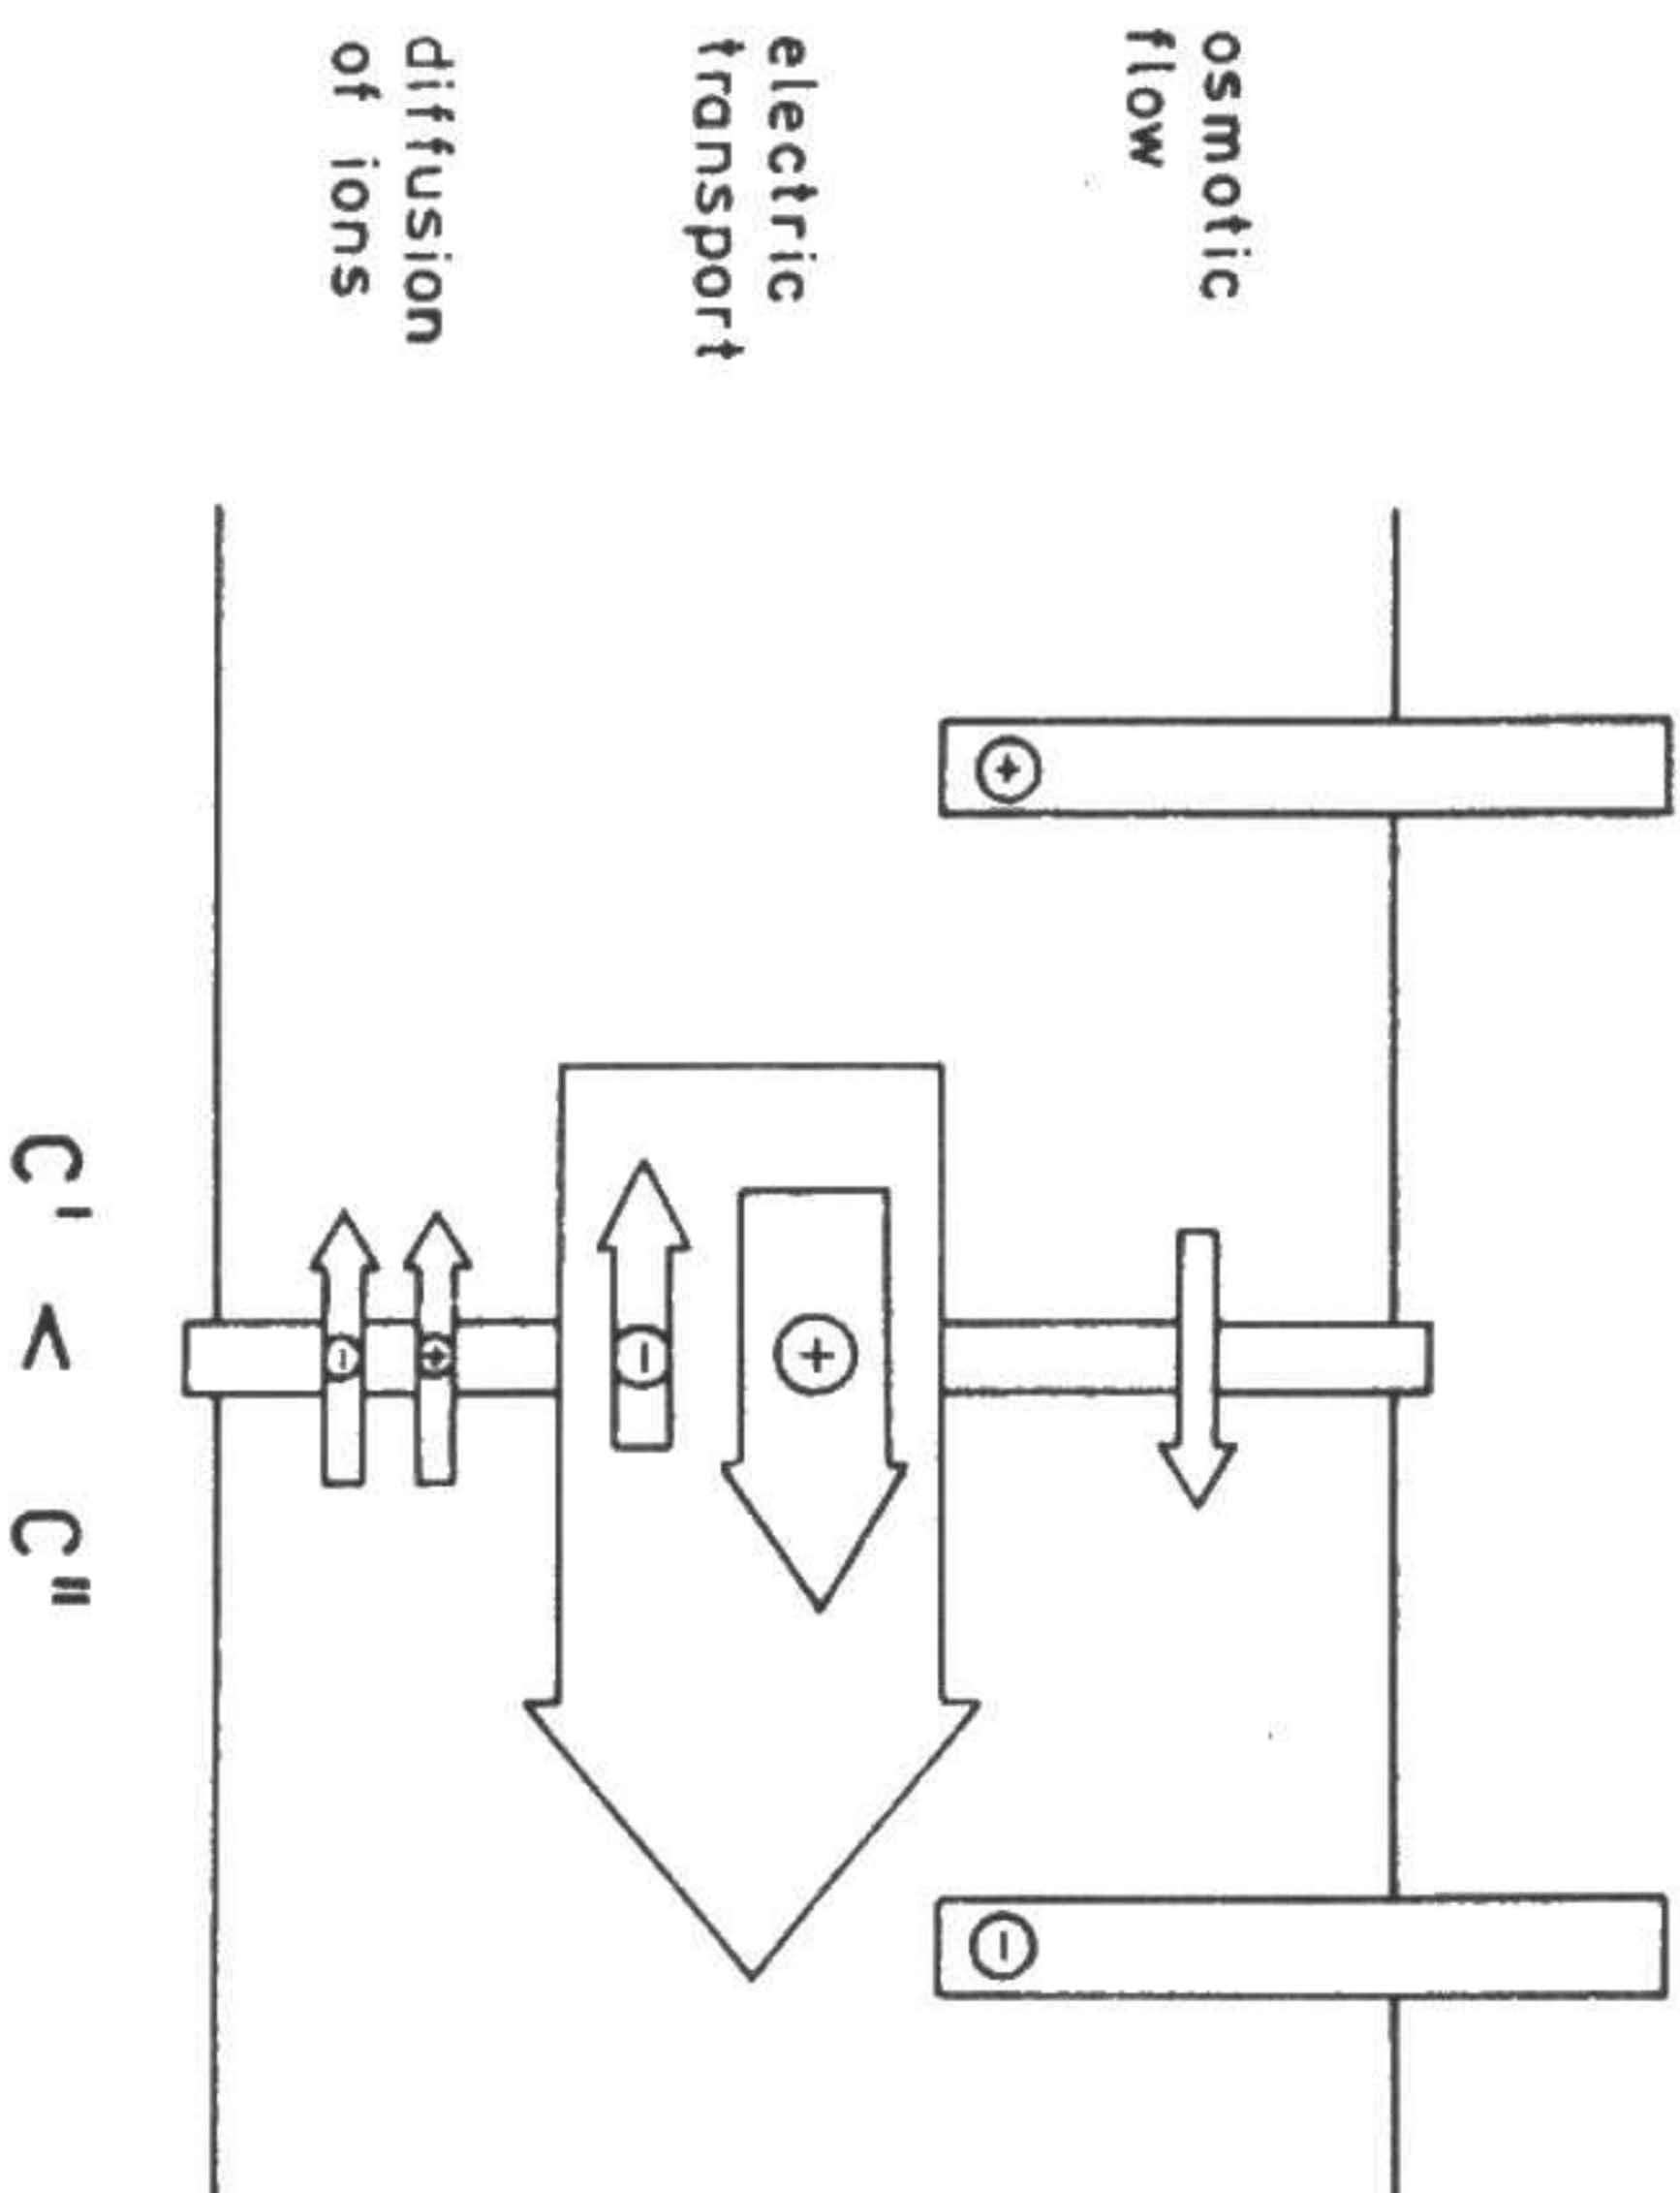 osmotic
flow
+
-
electric
transport
+
-
diffusion
of ions
+
-
C' < C"